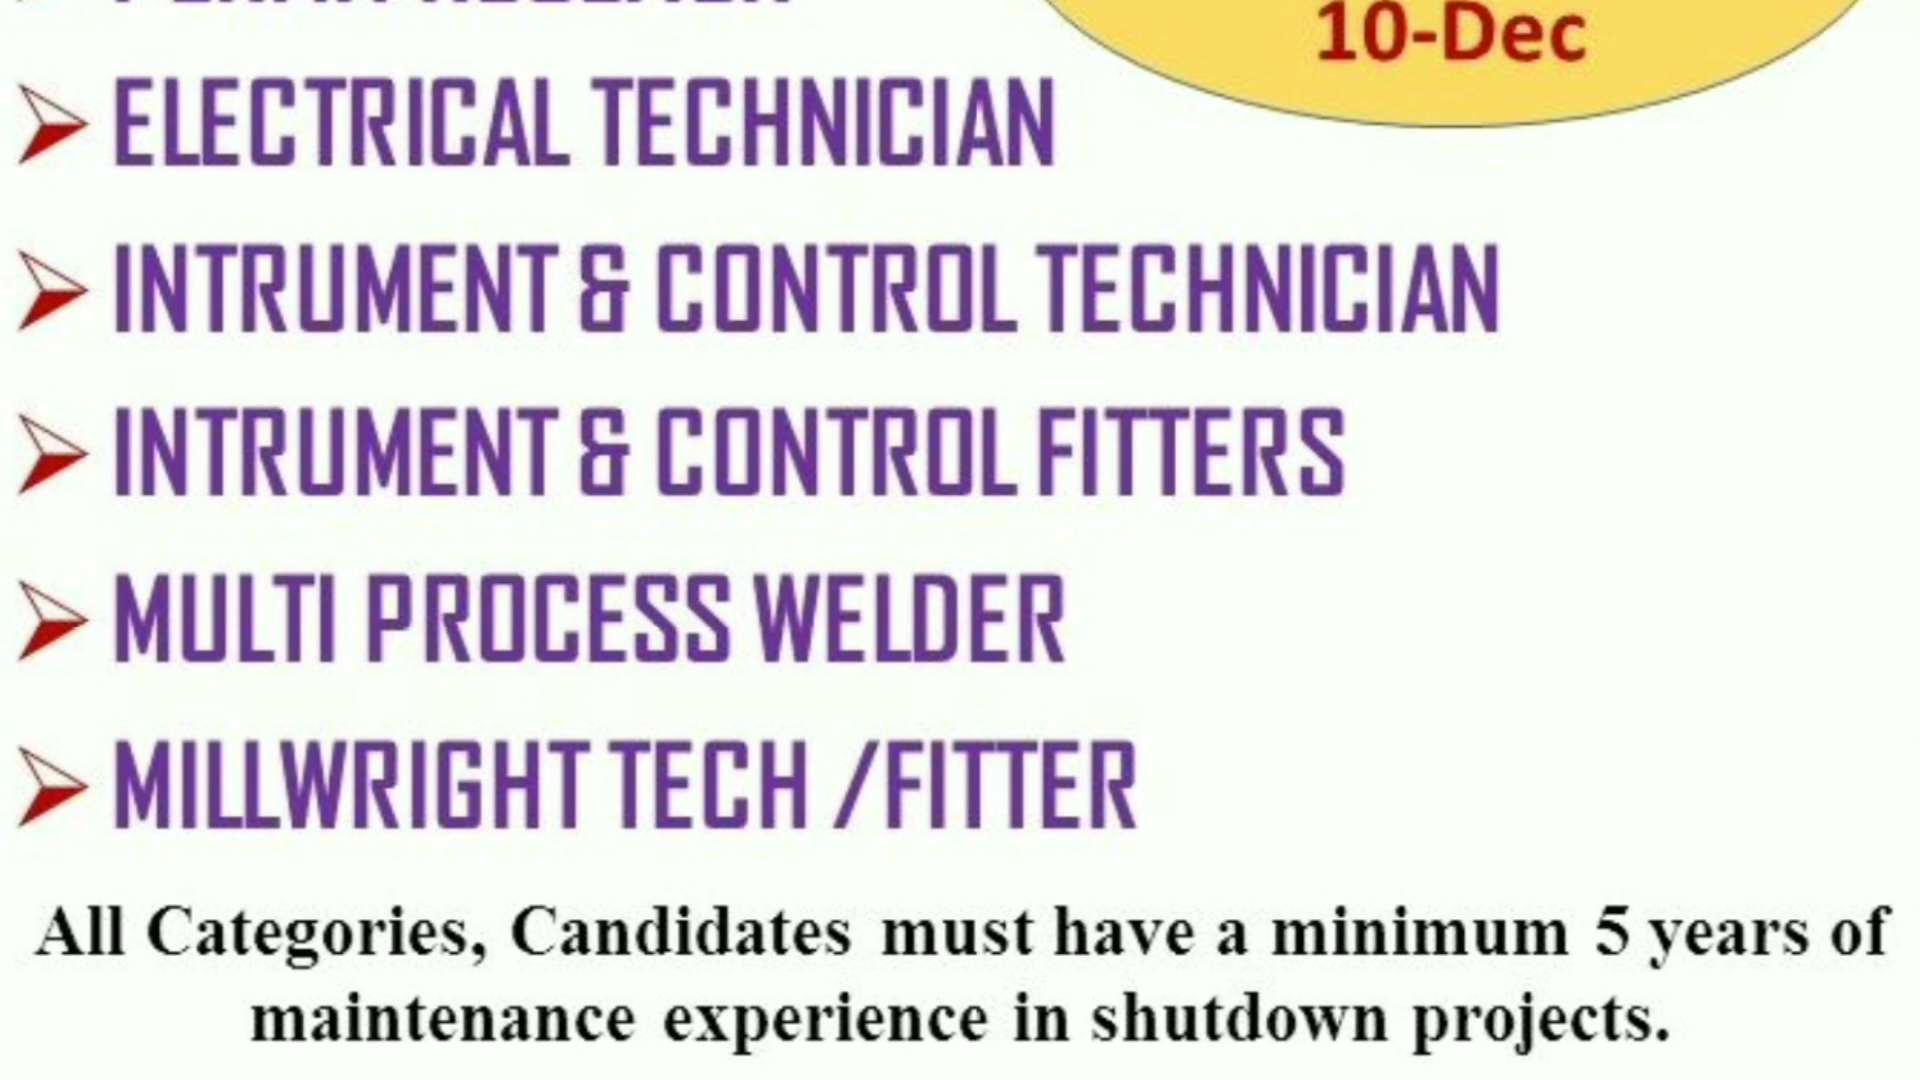 10-Dec
ELECTRICAL TECHNICIAN
INTRUMENT & CONTROL TECHNICIAN
INTRUMENT & CONTROL FITTERS
MULTI PROCESS WELDER
MILLWRIGHT TECH /FITTER
All Categories, Candidates must have a minimum 5 years of
maintenance experience in shutdown projects.